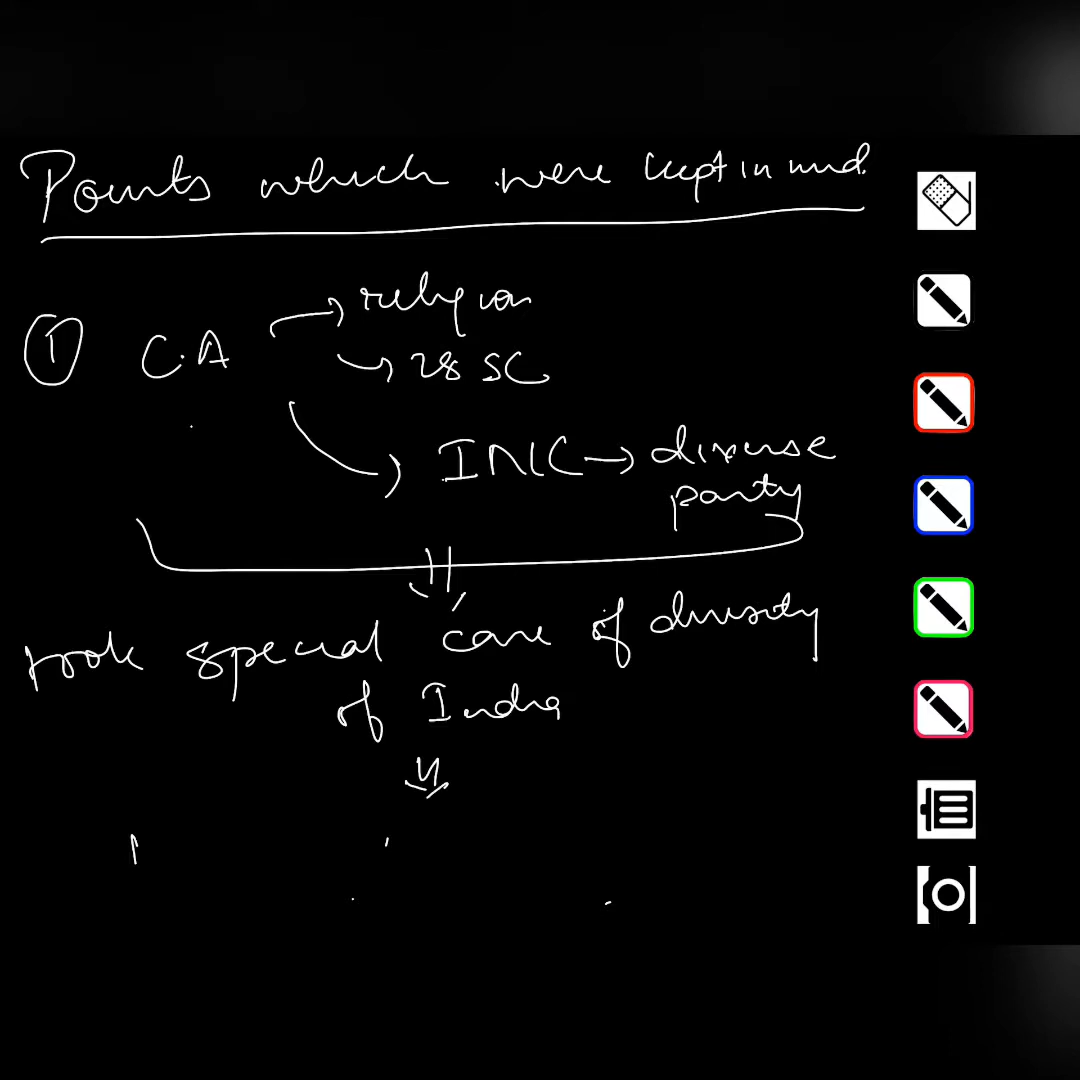 Points which were kept in mind.
① C.A → religion
→ 28 SC
→ INC → diverse
party
took special care of diversity
of India